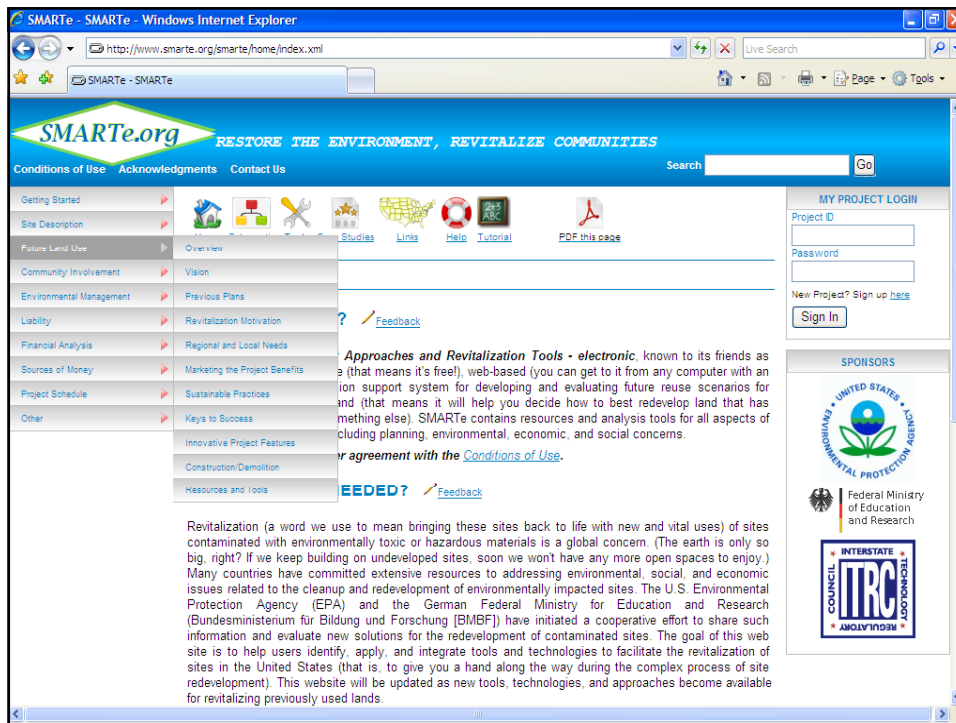 SMARTe - SMARTe - Windows Internet Explorer
http://www.smarte.org/smarte/home/index.xml
Live Search
SMARTe - SMARTe
Page
Tools
SMARTe.org
RESTORE THE ENVIRONMENT, REVITALIZE COMMUNITIES
Conditions of Use Acknowledgments Contact Us
Search
Go
Getting Started
Site Description
Future Land Use
Community Involvement
Environmental Management
Liability
Financial Analysis
Sources of Money
Project Schedule
Other
Overview
Vision
Previous Plans
Revitalization Motivation
Regional and Local Needs
Marketing the Project Benefits
Sustainable Practices
Keys to Success
Innovative Project Features
Construction/Demolition
Resources and Tools
2+3
ABC
Studies Links Help Tutorial PDF this page
? Feedback
Approaches and Revitalization Tools - electronic, known to its friends as
(that means it's free!), web-based (you can get to it from any computer with an
ion support system for developing and evaluating future reuse scenarios for
and (that means it will help you decide how to best redevelop land that has
mething else). SMARTe contains resources and analysis tools for all aspects of
cluding planning, environmental, economic, and social concerns.
r agreement with the Conditions of Use.
EEDED? Feedback
Revitalization (a word we use to mean bringing these sites back to life with new and vital uses) of sites
contaminated with environmentally toxic or hazardous materials is a global concern. (The earth is only so
big, right? If we keep building on undeveloped sites, soon we won't have any more open spaces to enjoy.)
Many countries have committed extensive resources to addressing environmental, social, and economic
issues related to the cleanup and redevelopment of environmentally impacted sites. The U.S. Environmental
Protection Agency (EPA) and the German Federal Ministry for Education and Research
(Bundesministerium für Bildung und Forschung [BMBF]) have initiated a cooperative effort to share such
information and evaluate new solutions for the redevelopment of contaminated sites. The goal of this web
site is to help users identify, apply, and integrate tools and technologies to facilitate the revitalization of
sites in the United States (that is, to give you a hand along the way during the complex process of site
redevelopment). This website will be updated as new tools, technologies, and approaches become available
for revitalizing previously used lands.
MY PROJECT LOGIN
Project ID
Password
New Project? Sign up here
Sign In
SPONSORS
UNITED STATES
ENVIRONMENTAL PROTECTION AGENCY
Federal Ministry
of Education
and Research
INTERSTATE
TECHNOLOGY
REGULATORY
COUNCIL
ITRC